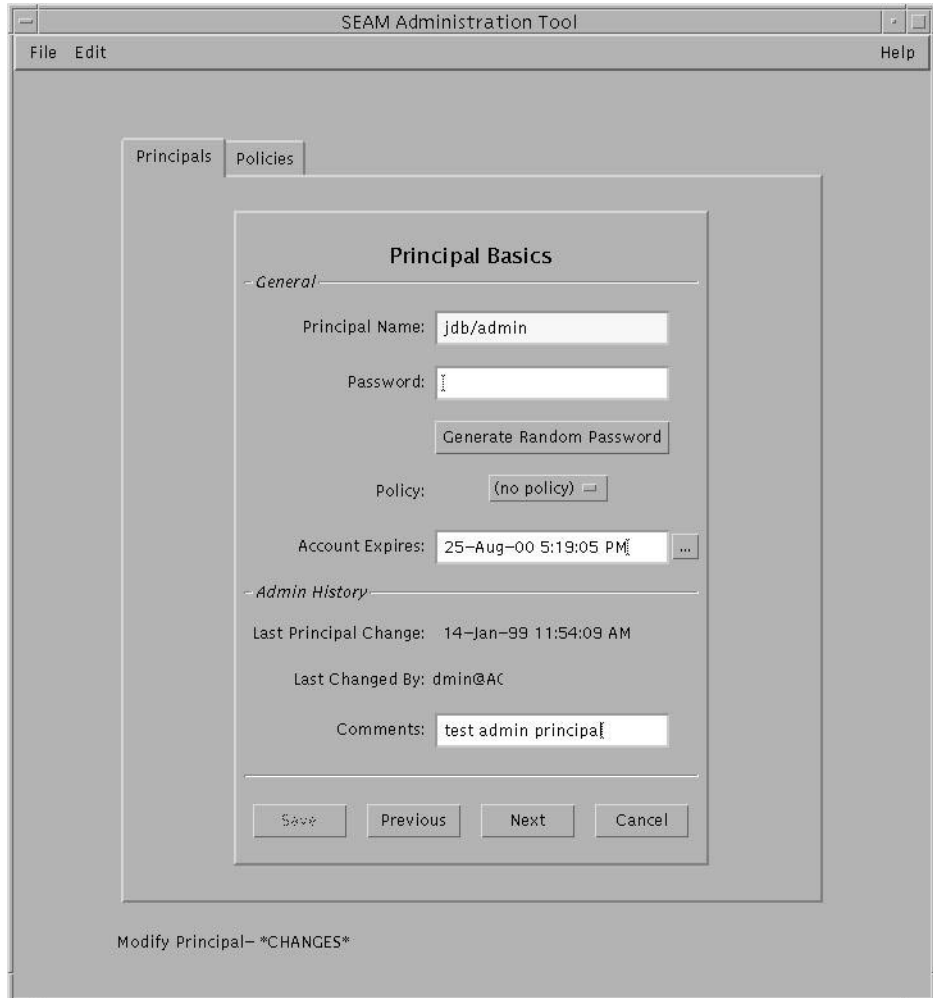 SEAM Administration Tool
File Edit Help
Principals Policies
Principal Basics
General
Principal Name: jdb/admin
Password:
Generate Random Password
Policy: (no policy)
Account Expires: 25-Aug-00 5:19:05 PM ...
Admin History
Last Principal Change: 14-Jan-99 11:54:09 AM
Last Changed By: dmin@AC
Comments: test admin principal
Save Previous Next Cancel
Modify Principal- *CHANGES*